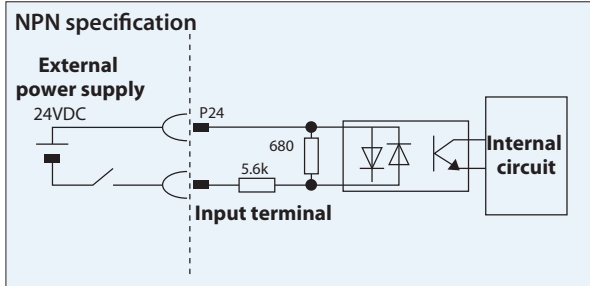 NPN specification
External
power supply
24VDC
P24
680
5.6k
Input terminal
Internal
circuit